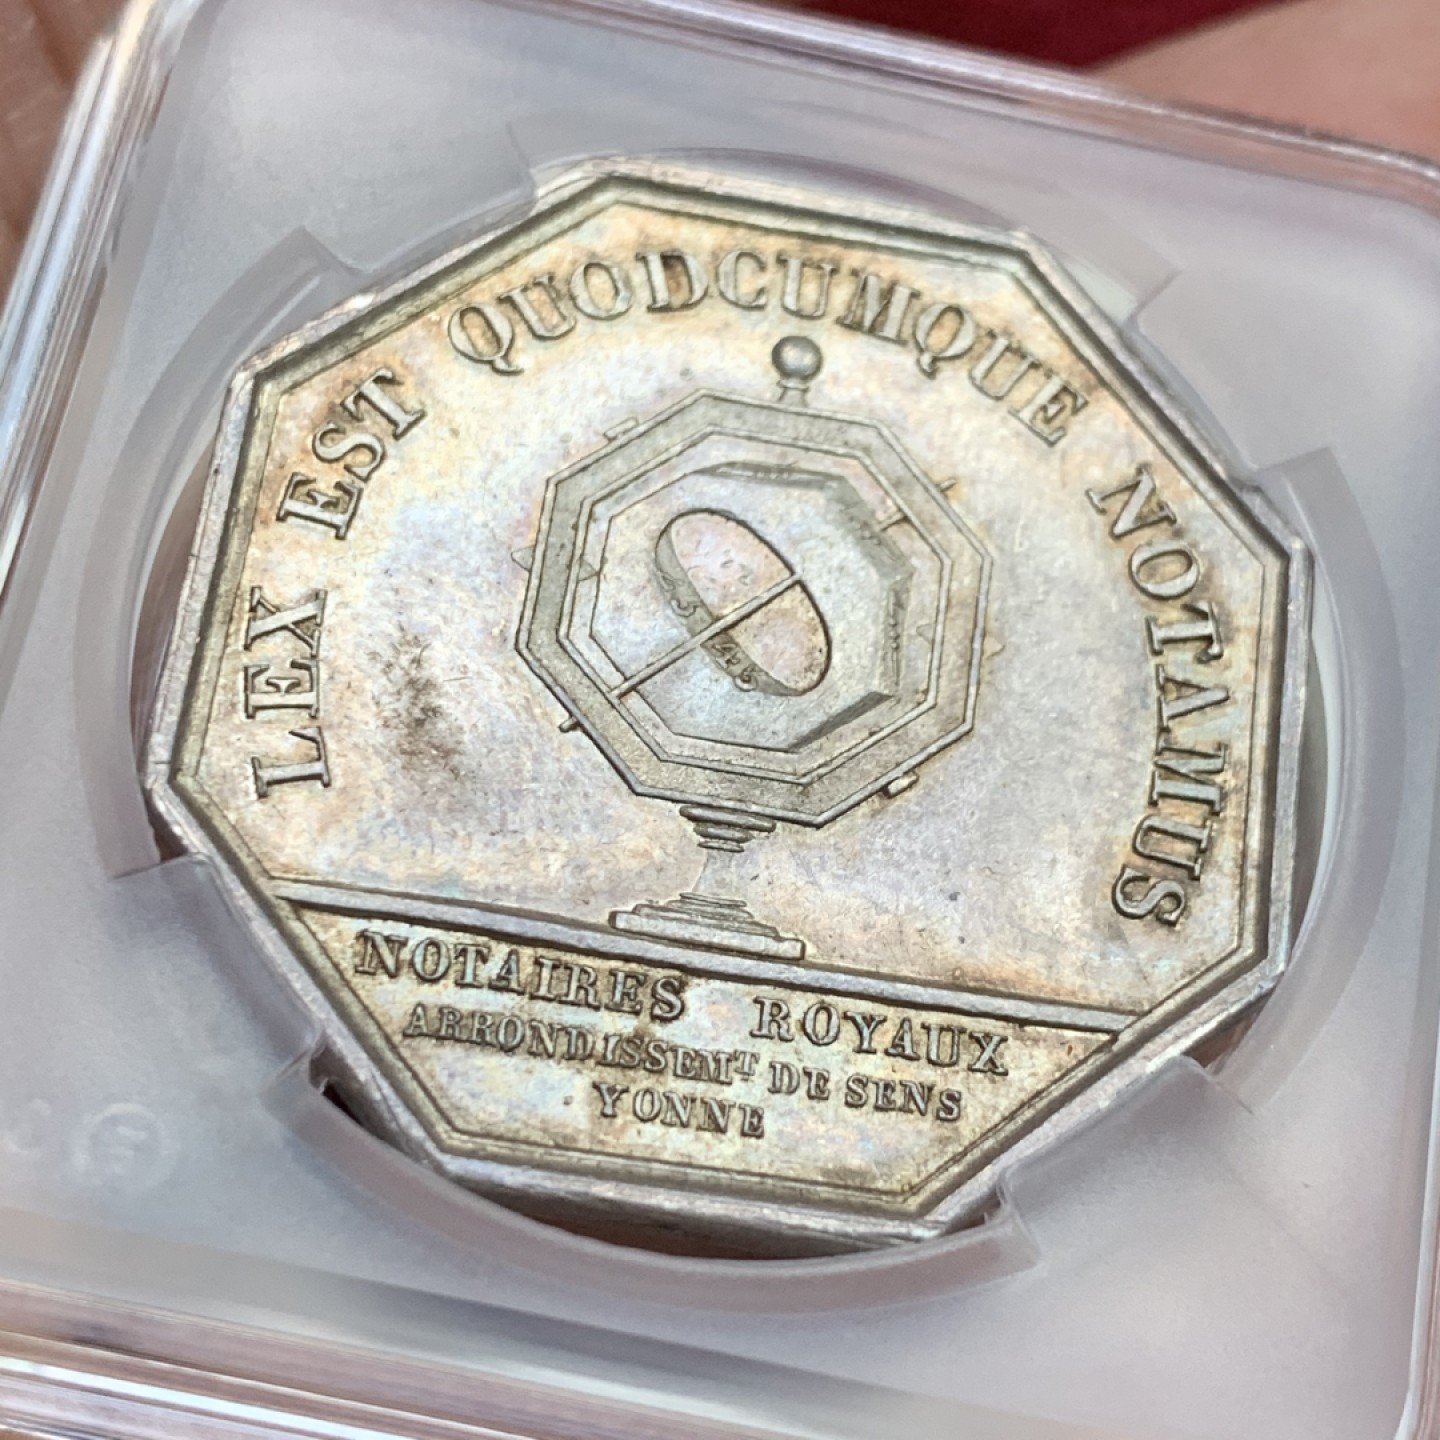 LEX EST QUODCUMQUE NOTAMUS
NOTAIRES ROYAUX
ARRONDISSEMT DE SENS
YONNE